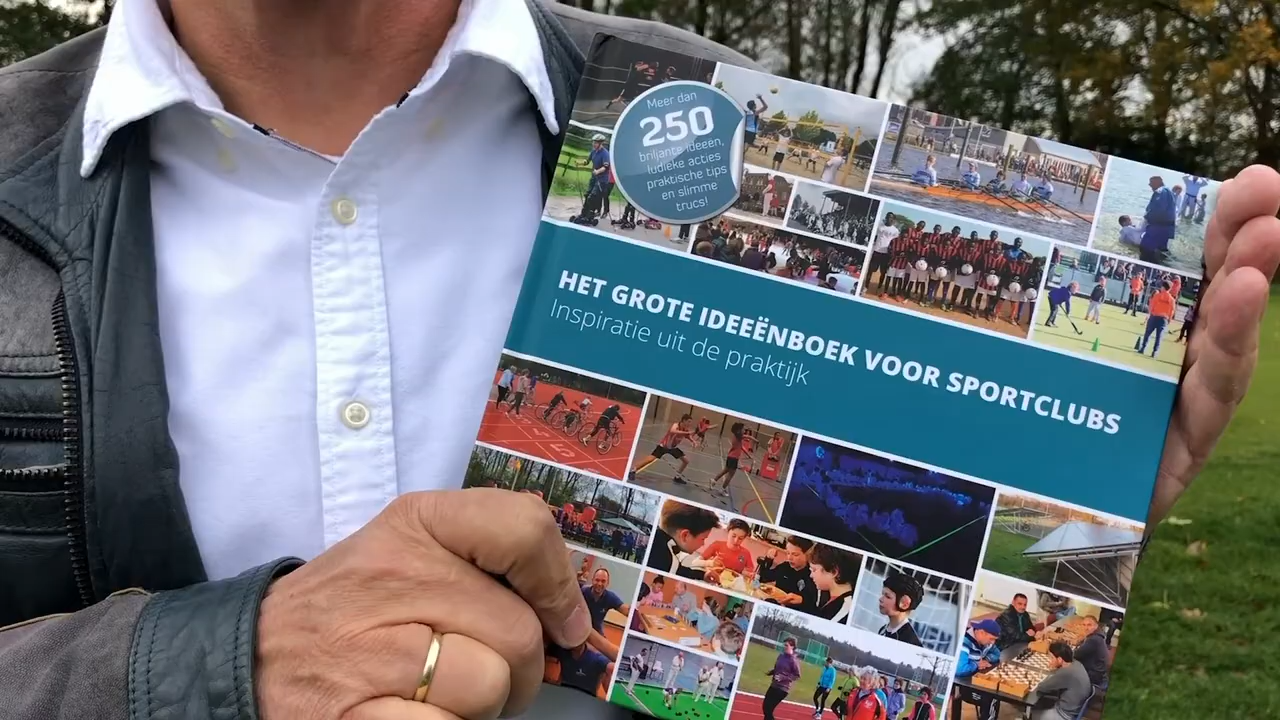 Meer dan
250
briljante ideeën,
ludieke acties
praktische tips
en slimme
trucs!
HET GROTE IDEEËNBOEK VOOR SPORTCLUBS
Inspiratie uit de praktijk